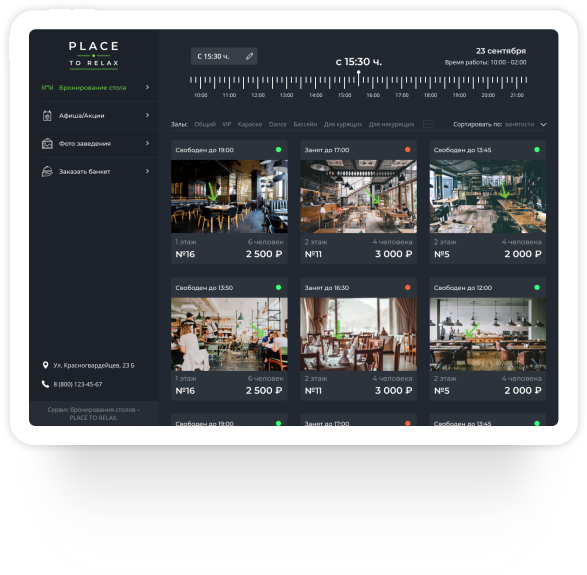 PLACE
TO RELAX
Бронирование стола
Афиша/Акции
Фото заведения
Заказать банкет
Ул. Красногвардейцев, 23 Б
8 (800) 123-45-67
Сервис бронирования столов –
PLACE TO RELAX.
С 15:30 ч.
с 15:30 ч.
23 сентября
Время работы: 10:00 - 02:00
10:00 11:00 12:00 13:00 14:00 15:00 16:00 17:00 18:00 19:00 20:00 21:00
Залы: Общий VIP Караоке Dance Бассейн Для курящих Для некурящих
Сортировать по: занятости
Свободен до 19:00
1 этаж 6 человек
№16 2 500 ₽
Занят до 17:00
2 этаж 4 человека
№11 3 000 ₽
Свободен до 13:45
2 этаж 4 человека
№5 2 000 ₽
Свободен до 13:50
1 этаж 6 человек
№16 2 500 ₽
Занят до 16:30
2 этаж 4 человека
№11 3 000 ₽
Свободен до 12:00
2 этаж 4 человека
№5 2 000 ₽
Свободен до 19:00
Занят до 17:00
Свободен до 13:45